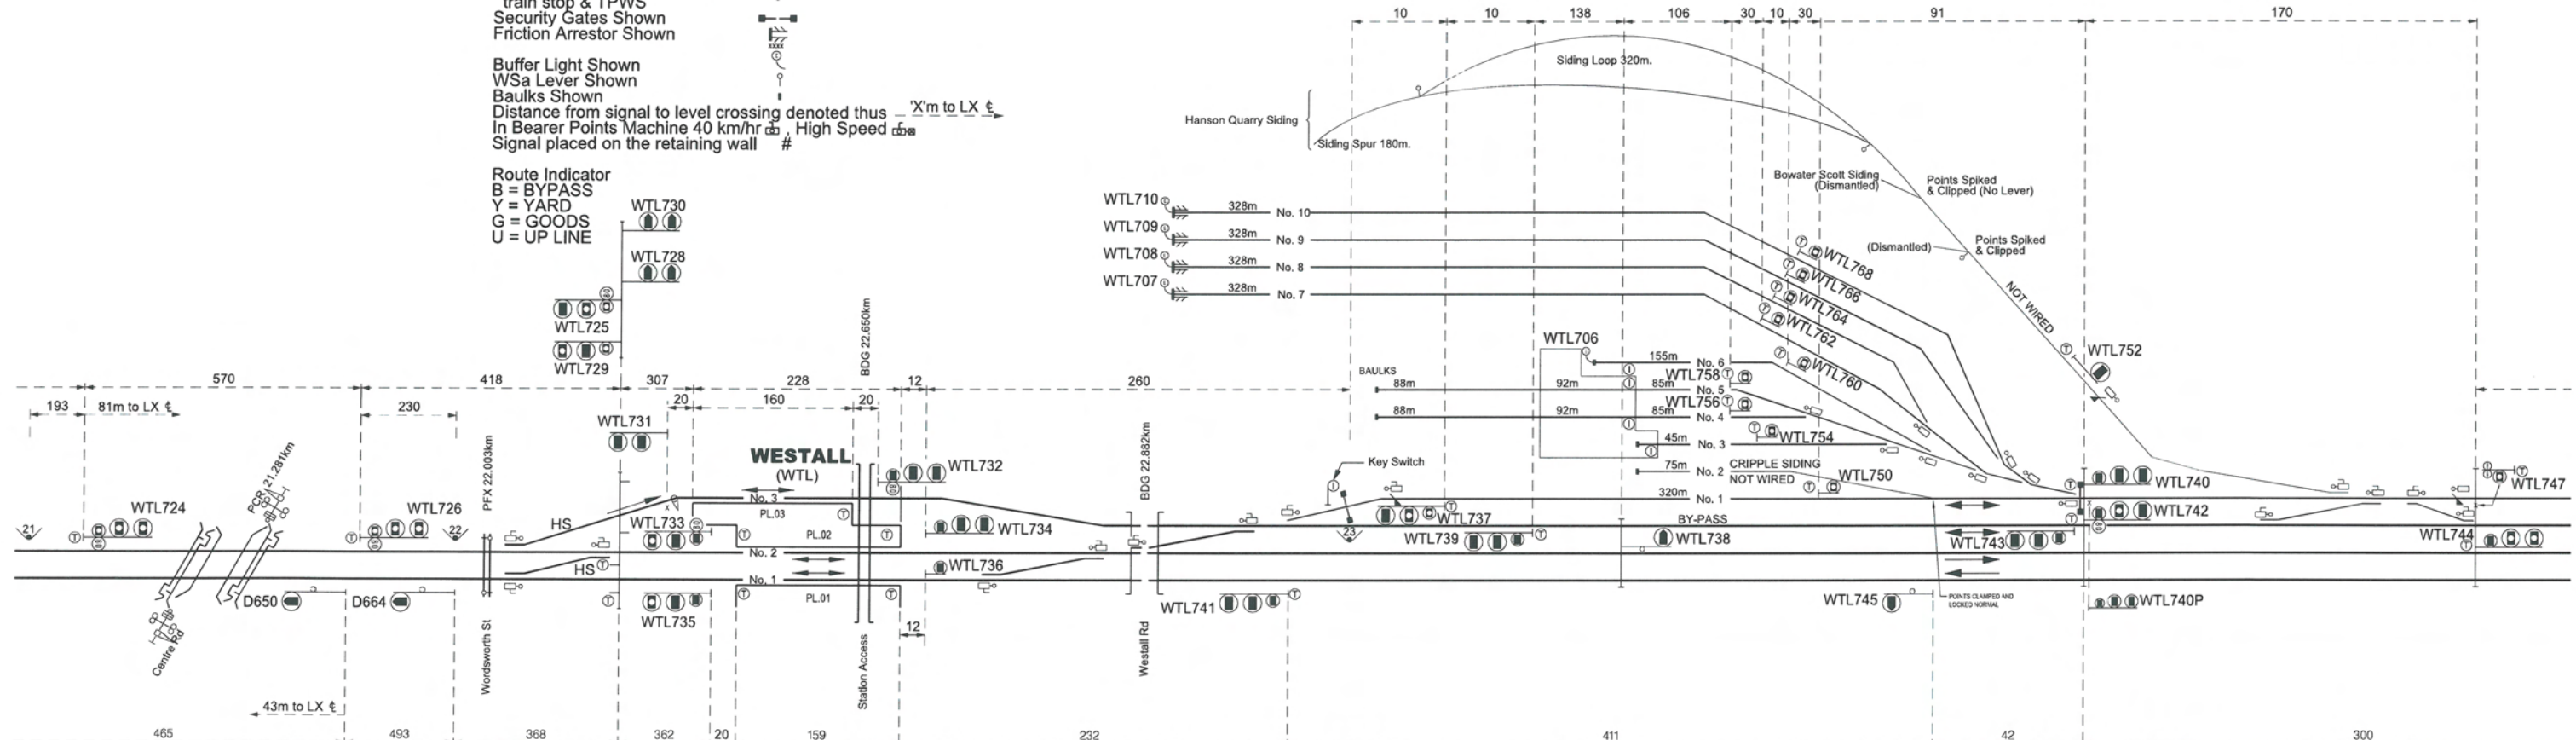 train stop & TPWS
Security Gates Shown
Friction Arrestor Shown
xxxx
Buffer Light Shown
WSa Lever Shown
Baulks Shown
Distance from signal to level crossing denoted thus 'X'm to LX ℄
In Bearer Points Machine 40 km/hr , High Speed
Signal placed on the retaining wall #
Route Indicator
B = BYPASS
Y = YARD
G = GOODS
U = UP LINE
10 10 138 106 30 10 30 91 170
Siding Loop 320m.
Hanson Quarry Siding
Siding Spur 180m.
Bowater Scott Siding
(Dismantled)
Points Spiked
& Clipped (No Lever)
(Dismantled)
Points Spiked
& Clipped
NOT WIRED
WTL730
WTL728
WTL725
WTL729
WTL710 328m No. 10
WTL709 328m No. 9
WTL708 328m No. 8
WTL707 328m No. 7
WTL768
WTL766
WTL764
WTL762
WTL760
WTL752
BDG 22.650km
WTL706
155m No. 6
BAULKS
WTL758
88m 92m 85m No. 5
WTL756
88m 92m 85m No. 4
45m No. 3
WTL754
75m No. 2 CRIPPLE SIDING
NOT WIRED
WTL750
320m No. 1
570 418 307 228 12 260
193 81m to LX ℄ 230 20 160 20
WTL731
WESTALL
(WTL)
PCR 21.281km
PFX 22.003km
BDG 22.882km
Key Switch
WTL732
WTL740
WTL747
WTL724
WTL726
21
22
23
HS
HS
No. 3
PL.03
WTL733
PL.02
No. 2
WTL734
WTL737
BY-PASS
WTL742
WTL739
WTL738
WTL743
WTL744
No. 1
PL.01
WTL736
D650
D664
WTL735
WTL741
WTL745
POINTS CLAMPED AND
LOCKED NORMAL
WTL740P
12
Centre Rd
Wordsworth St
Station Access
Westall Rd
43m to LX ℄
465 493 368 362 20 159 232 411 42 300